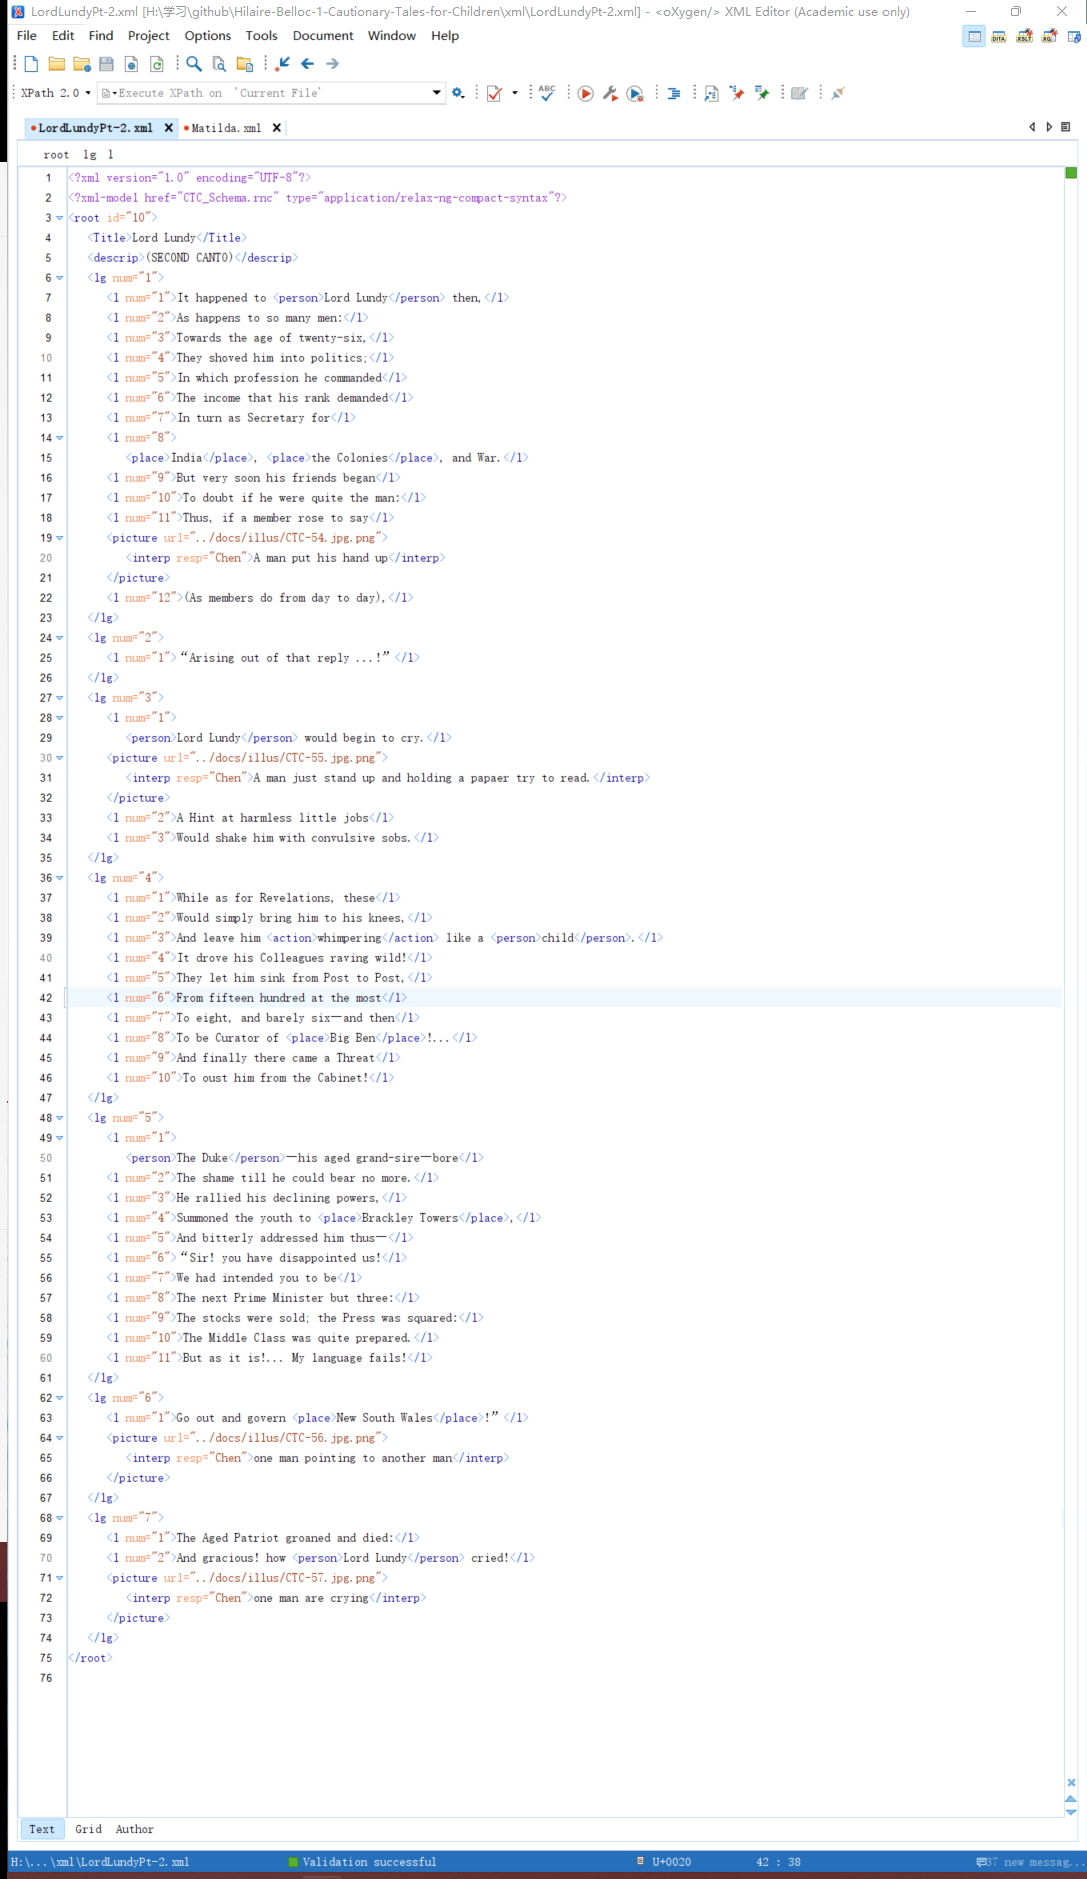 LordLundyPt-2.xml [H:\学习\github\Hilaire-Belloc-1-Cautionary-Tales-for-Children\xml\LordLundyPt-2.xml] - <oXygen/> XML Editor (Academic use only)
File Edit Find Project Options Tools Document Window Help
DITA XSLT XQ
XPath 2.0 Execute XPath on 'Current File' ABC
LordLundyPt-2.xml Matilda.xml
root lg l
1 <?xml version="1.0" encoding="UTF-8"?>
2 <?xml-model href="CTC_Schema.rnc" type="application/relax-ng-compact-syntax"?>
3 <root id="10">
4 <Title>Lord Lundy</Title>
5 <descrip>(SECOND CANTO)</descrip>
6 <lg num="1">
7 <l num="1">It happened to <person>Lord Lundy</person> then,</l>
8 <l num="2">As happens to so many men:</l>
9 <l num="3">Towards the age of twenty-six,</l>
10 <l num="4">They shoved him into politics;</l>
11 <l num="5">In which profession he commanded</l>
12 <l num="6">The income that his rank demanded</l>
13 <l num="7">In turn as Secretary for</l>
14 <l num="8">
15 <place>India</place>, <place>the Colonies</place>, and War.</l>
16 <l num="9">But very soon his friends began</l>
17 <l num="10">To doubt if he were quite the man:</l>
18 <l num="11">Thus, if a member rose to say</l>
19 <picture url="../docs/illus/CTC-54.jpg.png">
20 <interp resp="Chen">A man put his hand up</interp>
21 </picture>
22 <l num="12">(As members do from day to day),</l>
23 </lg>
24 <lg num="2">
25 <l num="1">“Arising out of that reply ...!”</l>
26 </lg>
27 <lg num="3">
28 <l num="1">
29 <person>Lord Lundy</person> would begin to cry.</l>
30 <picture url="../docs/illus/CTC-55.jpg.png">
31 <interp resp="Chen">A man just stand up and holding a papaer try to read.</interp>
32 </picture>
33 <l num="2">A Hint at harmless little jobs</l>
34 <l num="3">Would shake him with convulsive sobs.</l>
35 </lg>
36 <lg num="4">
37 <l num="1">While as for Revelations, these</l>
38 <l num="2">Would simply bring him to his knees,</l>
39 <l num="3">And leave him <action>whimpering</action> like a <person>child</person>.</l>
40 <l num="4">It drove his Colleagues raving wild!</l>
41 <l num="5">They let him sink from Post to Post,</l>
42 <l num="6">From fifteen hundred at the most</l>
43 <l num="7">To eight, and barely six—and then</l>
44 <l num="8">To be Curator of <place>Big Ben</place>!...</l>
45 <l num="9">And finally there came a Threat</l>
46 <l num="10">To oust him from the Cabinet!</l>
47 </lg>
48 <lg num="5">
49 <l num="1">
50 <person>The Duke</person>—his aged grand-sire—bore</l>
51 <l num="2">The shame till he could bear no more.</l>
52 <l num="3">He rallied his declining powers,</l>
53 <l num="4">Summoned the youth to <place>Brackley Towers</place>,</l>
54 <l num="5">And bitterly addressed him thus—</l>
55 <l num="6">“Sir! you have disappointed us!</l>
56 <l num="7">We had intended you to be</l>
57 <l num="8">The next Prime Minister but three:</l>
58 <l num="9">The stocks were sold; the Press was squared:</l>
59 <l num="10">The Middle Class was quite prepared.</l>
60 <l num="11">But as it is!... My language fails!</l>
61 </lg>
62 <lg num="6">
63 <l num="1">Go out and govern <place>New South Wales</place>!”</l>
64 <picture url="../docs/illus/CTC-56.jpg.png">
65 <interp resp="Chen">one man pointing to another man</interp>
66 </picture>
67 </lg>
68 <lg num="7">
69 <l num="1">The Aged Patriot groaned and died:</l>
70 <l num="2">And gracious! how <person>Lord Lundy</person> cried!</l>
71 <picture url="../docs/illus/CTC-57.jpg.png">
72 <interp resp="Chen">one man are crying</interp>
73 </picture>
74 </lg>
75 </root>
76
Text Grid Author
H:\...\xml\LordLundyPt-2.xml Validation successful U+0020 42 : 38 37 new messag...